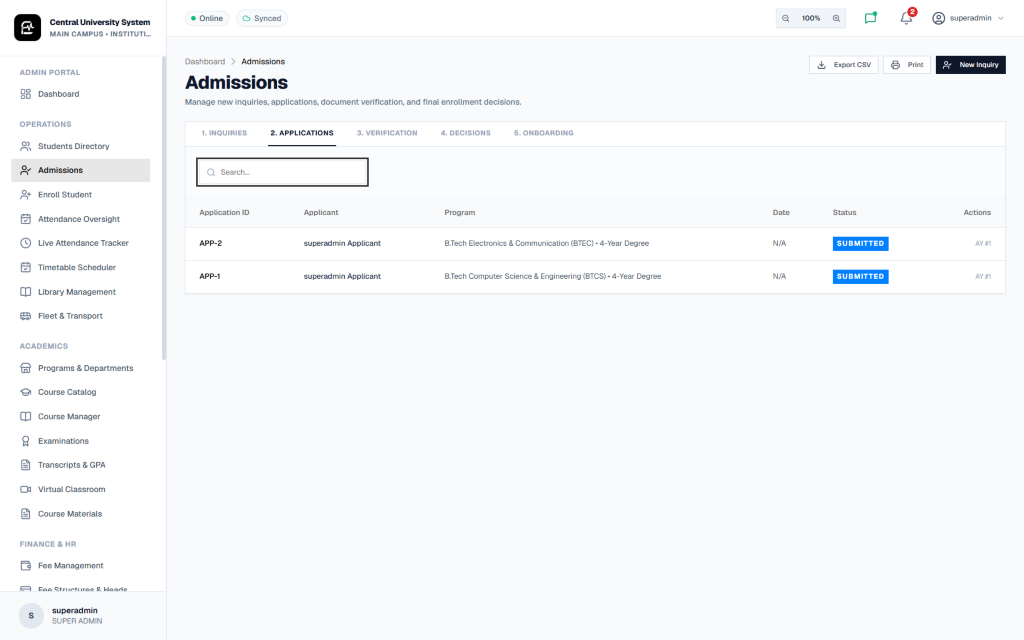 Central University System
MAIN CAMPUS • INSTITUTI...
ADMIN PORTAL
Dashboard
OPERATIONS
Students Directory
Admissions
Enroll Student
Attendance Oversight
Live Attendance Tracker
Timetable Scheduler
Library Management
Fleet & Transport
ACADEMICS
Programs & Departments
Course Catalog
Course Manager
Examinations
Transcripts & GPA
Virtual Classroom
Course Materials
FINANCE & HR
Fee Management
Fee Structures & Heads
S
superadmin
SUPER ADMIN
Online
Synced
100%
2
superadmin
Dashboard > Admissions
Admissions
Manage new inquiries, applications, document verification, and final enrollment decisions.
Export CSV
Print
New Inquiry
1. INQUIRIES
2. APPLICATIONS
3. VERIFICATION
4. DECISIONS
5. ONBOARDING
Search...
Application ID Applicant Program Date Status Actions
APP-2 superadmin Applicant B.Tech Electronics & Communication (BTEC) • 4-Year Degree N/A SUBMITTED AY #1
APP-1 superadmin Applicant B.Tech Computer Science & Engineering (BTCS) • 4-Year Degree N/A SUBMITTED AY #1